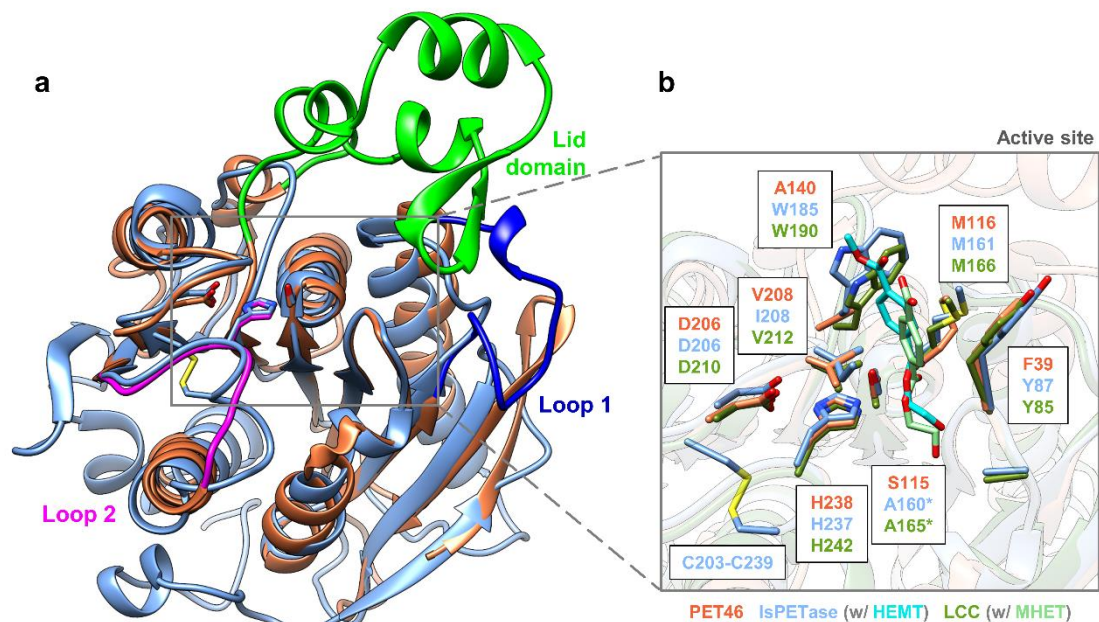 a
b
Lid
domain
Loop 1
Loop 2
Active site
A140
W185
W190
M116
M161
M166
V208
I208
V212
D206
D206
D210
F39
Y87
Y85
S115
A160*
A165*
H238
H237
H242
C203-C239
PET46 IsPETase (w/ HEMT) LCC (w/ MHET)